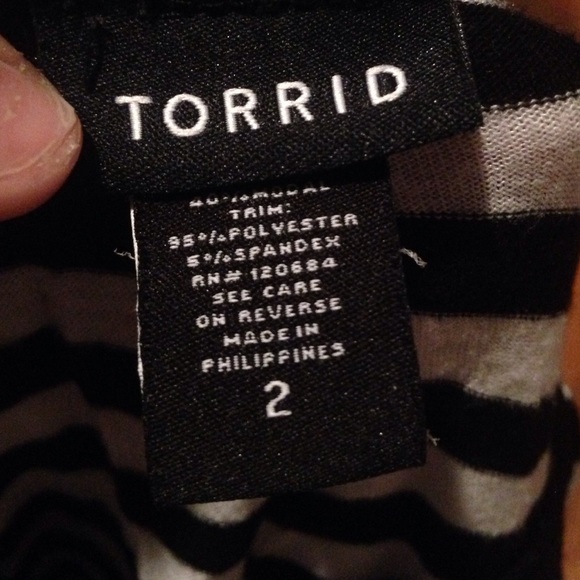 TORRID
TRIM:
95%POLYESTER
5%SPANDEX
RN# 120684
SEE CARE
ON REVERSE
MADE IN
PHILIPPINES
2